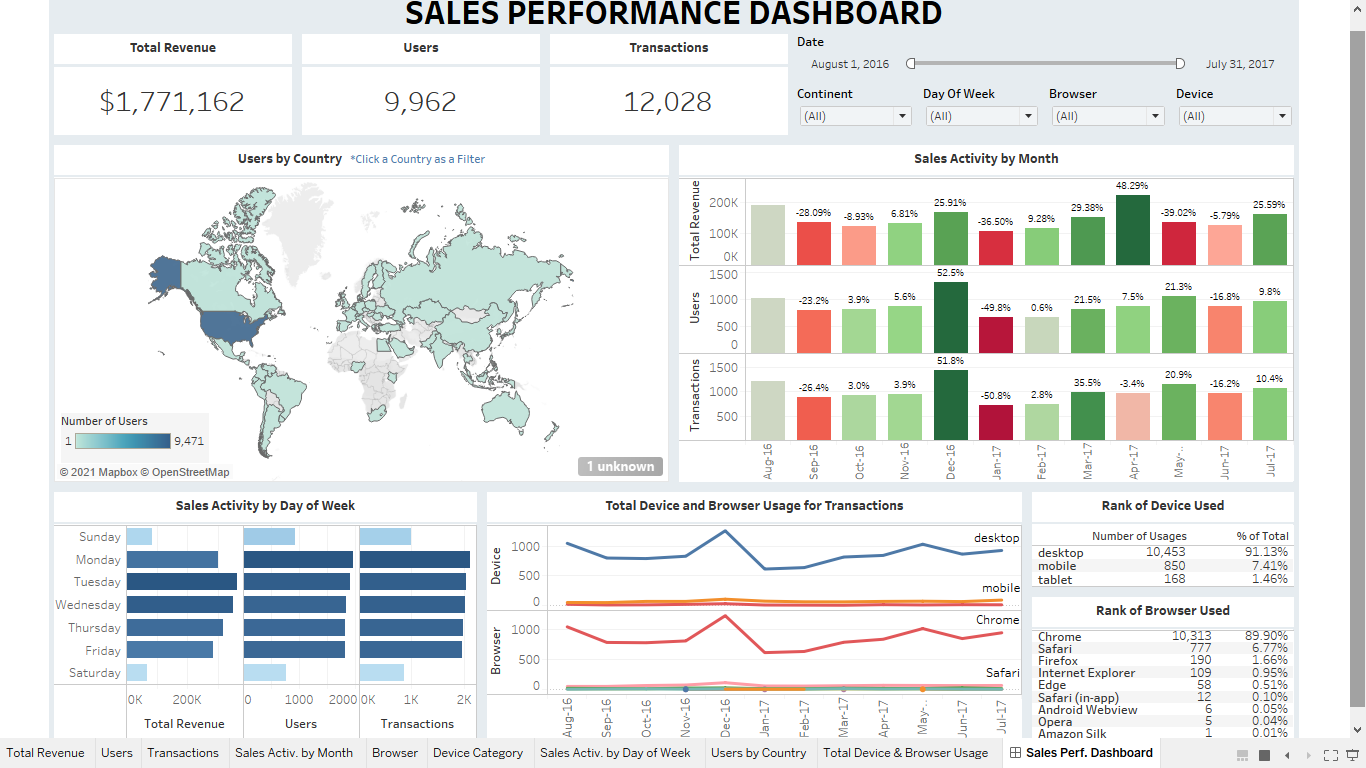 SALES PERFORMANCE DASHBOARD
Total Revenue
$1,771,162
Users
9,962
Transactions
12,028
Date
August 1, 2016
July 31, 2017
Continent
(All)
Day Of Week
(All)
Browser
(All)
Device
(All)
Users by Country *Click a Country as a Filter
Number of Users
1 9,471
© 2021 Mapbox © OpenStreetMap
1 unknown
Sales Activity by Month
Total Revenue
200K
100K
0K
-28.09% -8.93% 6.81% 25.91% -36.50% 9.28% 29.38% 48.29% -39.02% -5.79% 25.59%
Users
1500
1000
500
0
-23.2% 3.9% 5.6% 52.5% -49.8% 0.6% 21.5% 7.5% 21.3% -16.8% 9.8%
Transactions
1500
1000
500
-26.4% 3.0% 3.9% 51.8% -50.8% 2.8% 35.5% -3.4% 20.9% -16.2% 10.4%
Aug-16 Sep-16 Oct-16 Nov-16 Dec-16 Jan-17 Feb-17 Mar-17 Apr-17 May-.. Jun-17 Jul-17
Sales Activity by Day of Week
Sunday
Monday
Tuesday
Wednesday
Thursday
Friday
Saturday
0K 200K
0 1000 2000
0K 1K 2K
Total Revenue
Users
Transactions
Total Device and Browser Usage for Transactions
Device
1000
500
0
desktop
mobile
Browser
1000
500
0
Chrome
Safari
Aug-16 Sep-16 Oct-16 Nov-16 Dec-16 Jan-17 Feb-17 Mar-17 Apr-17 May-.. Jun-17 Jul-17
Rank of Device Used
Number of Usages % of Total
desktop 10,453 91.13%
mobile 850 7.41%
tablet 168 1.46%
Rank of Browser Used
Chrome 10,313 89.90%
Safari 777 6.77%
Firefox 190 1.66%
Internet Explorer 109 0.95%
Edge 58 0.51%
Safari (in-app) 12 0.10%
Android Webview 6 0.05%
Opera 5 0.04%
Amazon Silk 1 0.01%
Total Revenue
Users
Transactions
Sales Activ. by Month
Browser
Device Category
Sales Activ. by Day of Week
Users by Country
Total Device & Browser Usage
Sales Perf. Dashboard